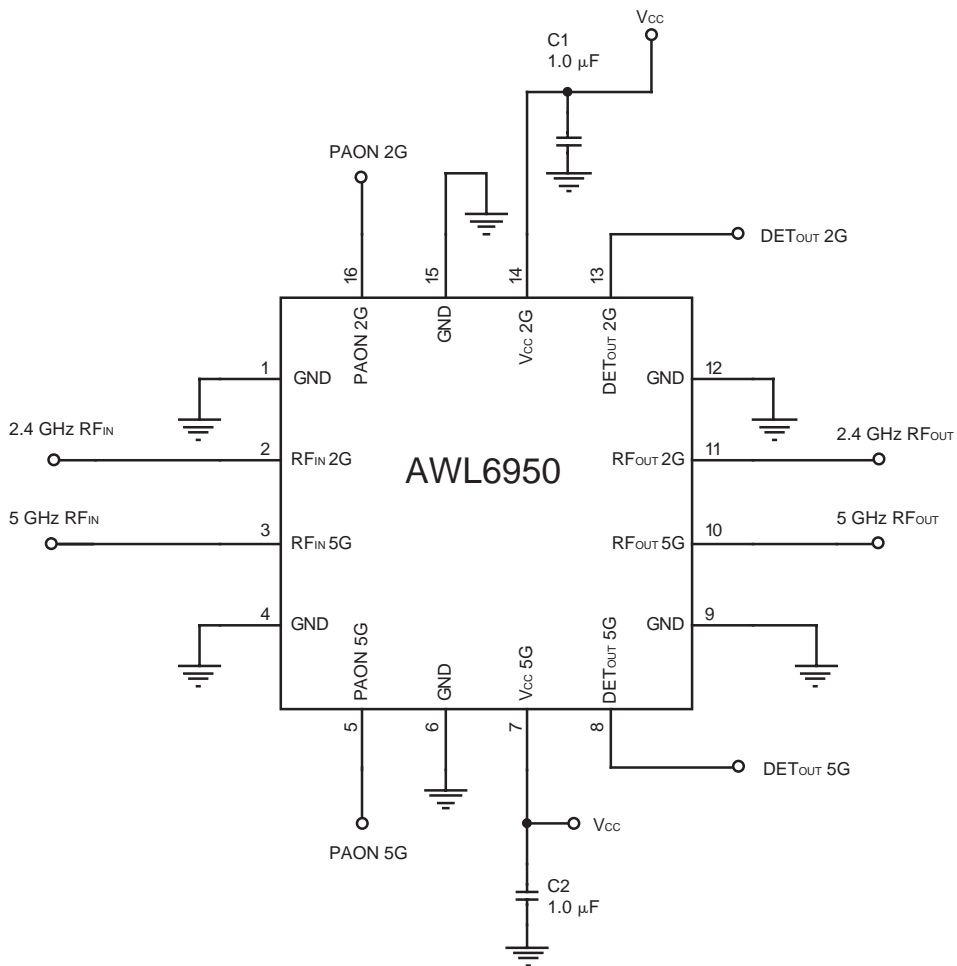 VCC
C1
1.0 μF
PAON 2G
DETOUT 2G
16
15
14
13
PAON 2G
GND
VCC 2G
DETOUT 2G
1
GND
GND
12
2.4 GHz RFIN
2
RFIN 2G
AWL6950
RFOUT 2G
11
2.4 GHz RFOUT
5 GHz RFIN
3
RFIN 5G
RFOUT 5G
10
5 GHz RFOUT
4
GND
GND
9
PAON 5G
GND
VCC 5G
DETOUT 5G
5
6
7
8
DETOUT 5G
PAON 5G
VCC
C2
1.0 μF